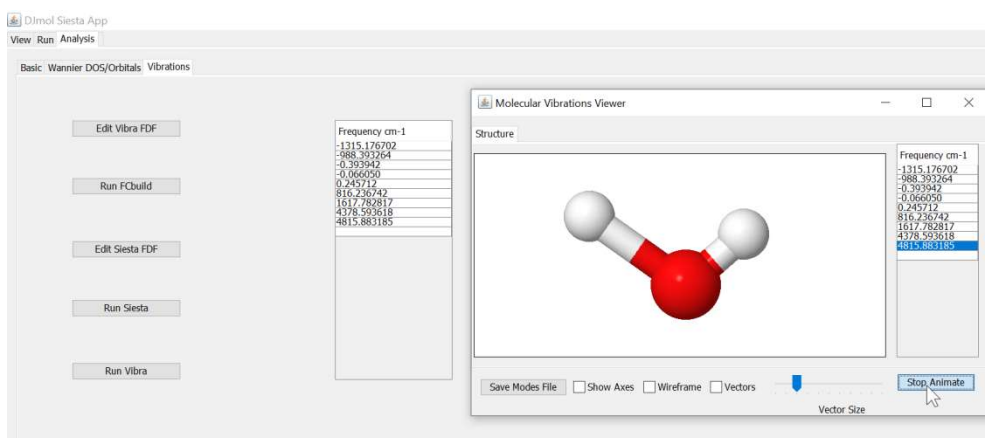 DJmol Siesta App
View Run Analysis
Basic Wannier DOS/Orbitals Vibrations
Edit Vibra FDF
Run FCbuild
Edit Siesta FDF
Run Siesta
Run Vibra
Frequency cm-1
-1315.176702
-988.393264
-0.393942
-0.066050
0.245712
816.236742
1617.782817
4378.593618
4815.883185
Molecular Vibrations Viewer
Structure
Frequency cm-1
-1315.176702
-988.393264
-0.393942
-0.066050
0.245712
816.236742
1617.782817
4378.593618
4815.883185
Save Modes File Show Axes Wireframe Vectors Stop Animate
Vector Size